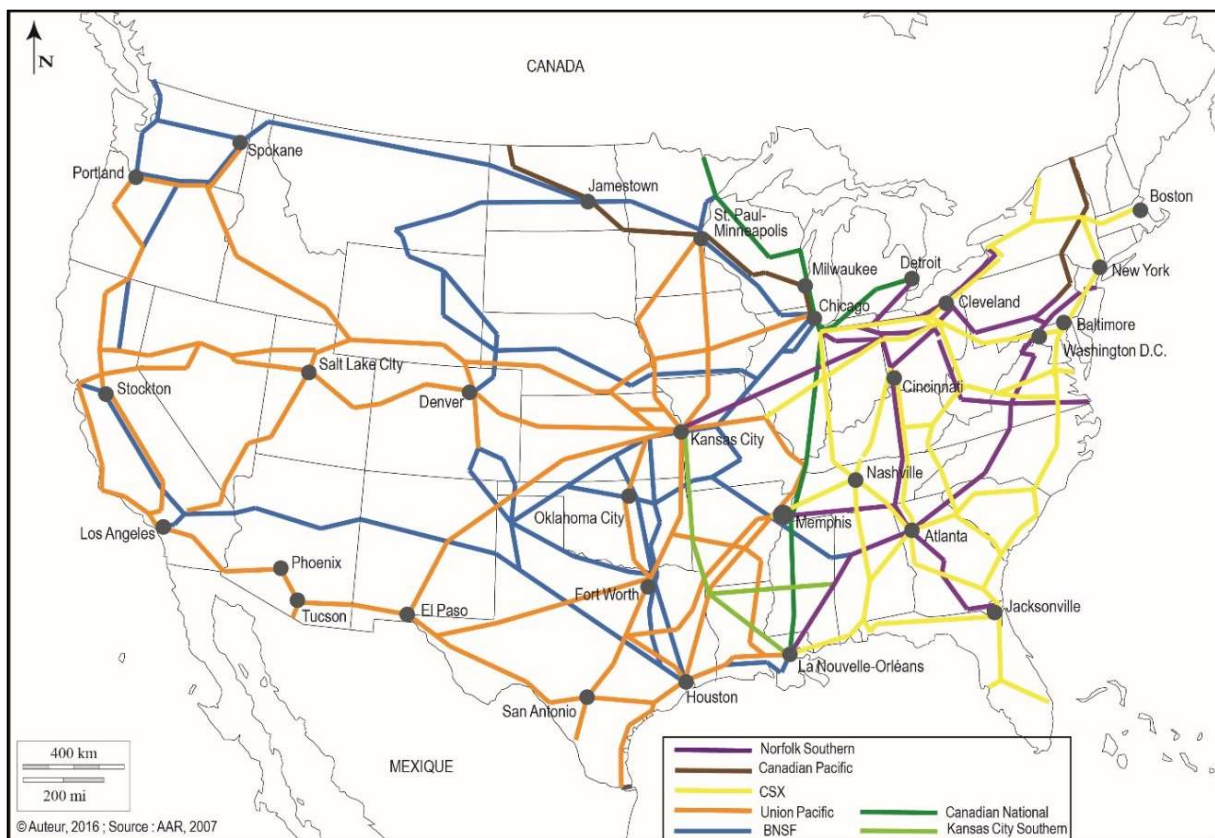 N
CANADA
Spokane
Portland
Jamestown
St. Paul-
Minneapolis
Boston
Milwaukee
Detroit
New York
Chicago
Cleveland
Baltimore
Washington D.C.
Salt Lake City
Stockton
Denver
Cincinnati
Kansas City
Nashville
Oklahoma City
Memphis
Los Angeles
Atlanta
Phoenix
Fort Worth
Tucson
El Paso
Jacksonville
La Nouvelle-Orléans
Houston
San Antonio
400 km
200 mi
MEXIQUE
Norfolk Southern
Canadian Pacific
CSX
Union Pacific
Canadian National
BNSF
Kansas City Southern
© Auteur, 2016 ; Source : AAR, 2007